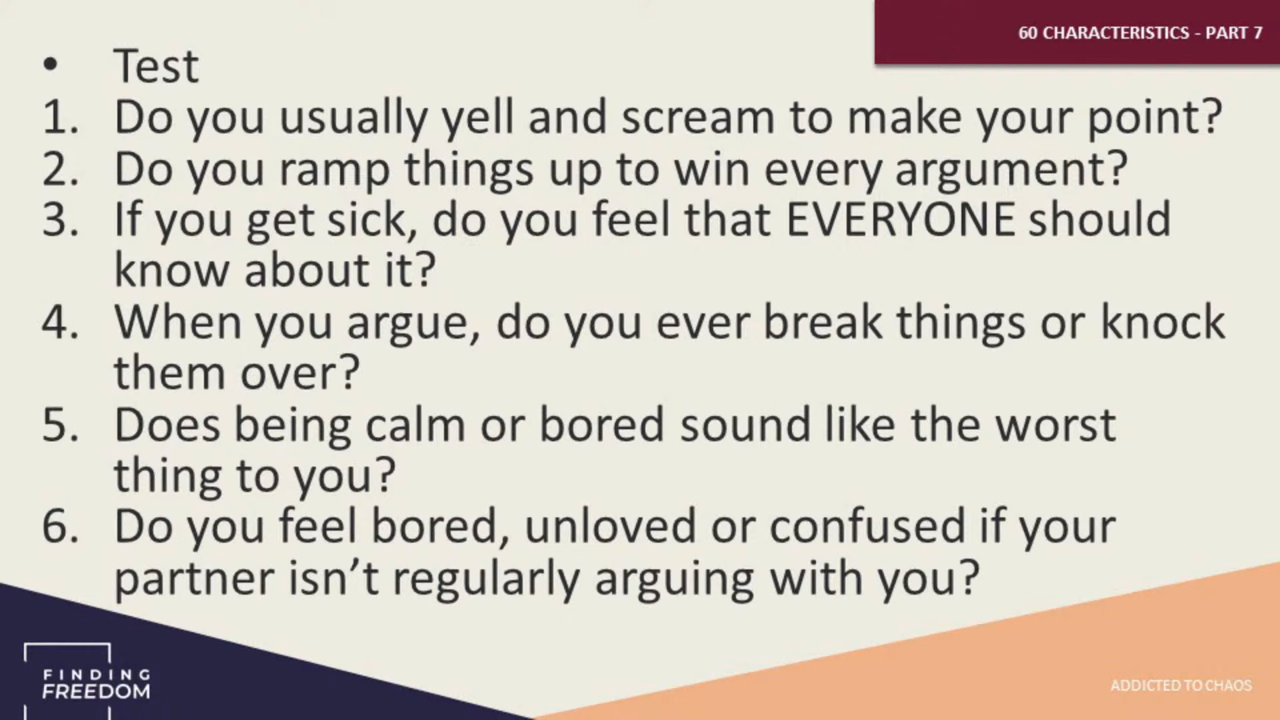 60 CHARACTERISTICS - PART 7
• Test
1. Do you usually yell and scream to make your point?
2. Do you ramp things up to win every argument?
3. If you get sick, do you feel that EVERYONE should
know about it?
4. When you argue, do you ever break things or knock
them over?
5. Does being calm or bored sound like the worst
thing to you?
6. Do you feel bored, unloved or confused if your
partner isn’t regularly arguing with you?
FINDING
FREEDOM
ADDICTED TO CHAOS